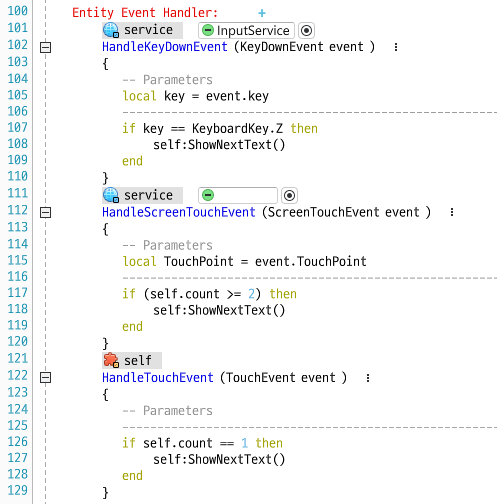 100 Entity Event Handler: +
101 service InputService
102 HandleKeyDownEvent (KeyDownEvent event )
103 {
104 -- Parameters
105 local key = event.key
106 --------------------------------------------------------
107 if key == KeyboardKey.Z then
108 self:ShowNextText()
109 end
110 }
111 service
112 HandleScreenTouchEvent (ScreenTouchEvent event )
113 {
114 -- Parameters
115 local TouchPoint = event.TouchPoint
116 --------------------------------------------------------
117 if (self.count >= 2) then
118 self:ShowNextText()
119 end
120 }
121 self
122 HandleTouchEvent (TouchEvent event )
123 {
124 -- Parameters
125 --------------------------------------------------------
126 if self.count == 1 then
127 self:ShowNextText()
128 end
129 }